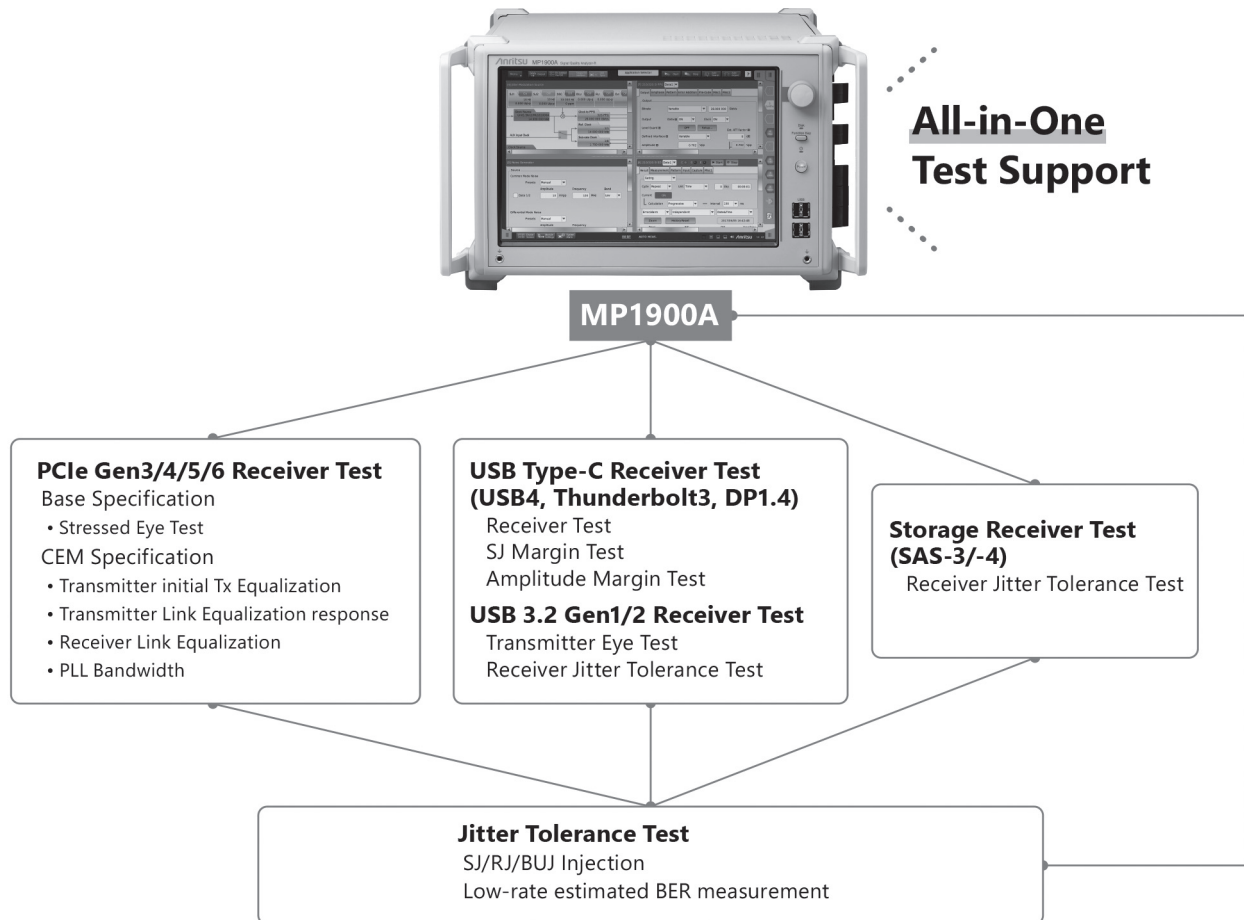 Anritsu MP1900A
All-in-One
Test Support
MP1900A
PCIe Gen3/4/5/6 Receiver Test
Base Specification
• Stressed Eye Test
CEM Specification
• Transmitter initial Tx Equalization
• Transmitter Link Equalization response
• Receiver Link Equalization
• PLL Bandwidth
USB Type-C Receiver Test
(USB4, Thunderbolt3, DP1.4)
Receiver Test
SJ Margin Test
Amplitude Margin Test
USB 3.2 Gen1/2 Receiver Test
Transmitter Eye Test
Receiver Jitter Tolerance Test
Storage Receiver Test
(SAS-3/-4)
Receiver Jitter Tolerance Test
Jitter Tolerance Test
SJ/RJ/BUJ Injection
Low-rate estimated BER measurement